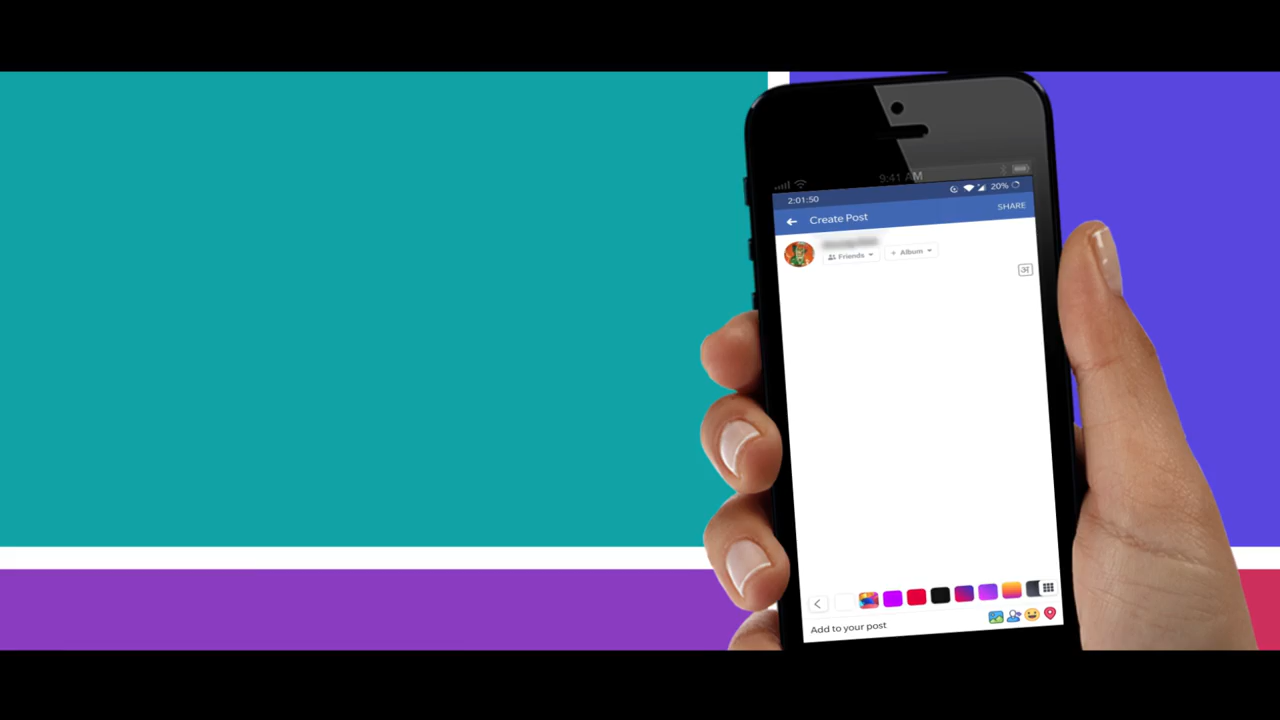 9:41 AM
2:01:50
20%
Create Post
SHARE
Friends
+ Album
अ
Add to your post